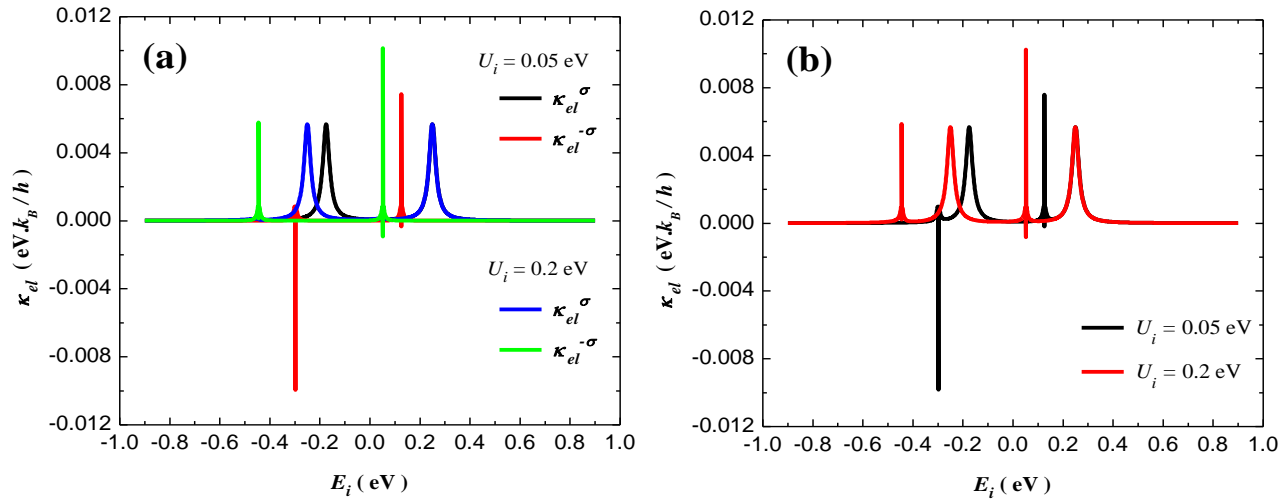 (a)
U_i = 0.05 eV
κ_el^σ
κ_el^-σ
U_i = 0.2 eV
κ_el^σ
κ_el^-σ
0.012
0.008
0.004
0.000
-0.004
-0.008
-0.012
κ_el ( eV.k_B / h )
-1.0 -0.8 -0.6 -0.4 -0.2 0.0 0.2 0.4 0.6 0.8 1.0
E_i ( eV )
(b)
U_i = 0.05 eV
U_i = 0.2 eV
0.012
0.008
0.004
0.000
-0.004
-0.008
-0.012
κ_el ( eV.k_B / h )
-1.0 -0.8 -0.6 -0.4 -0.2 0.0 0.2 0.4 0.6 0.8 1.0
E_i ( eV )